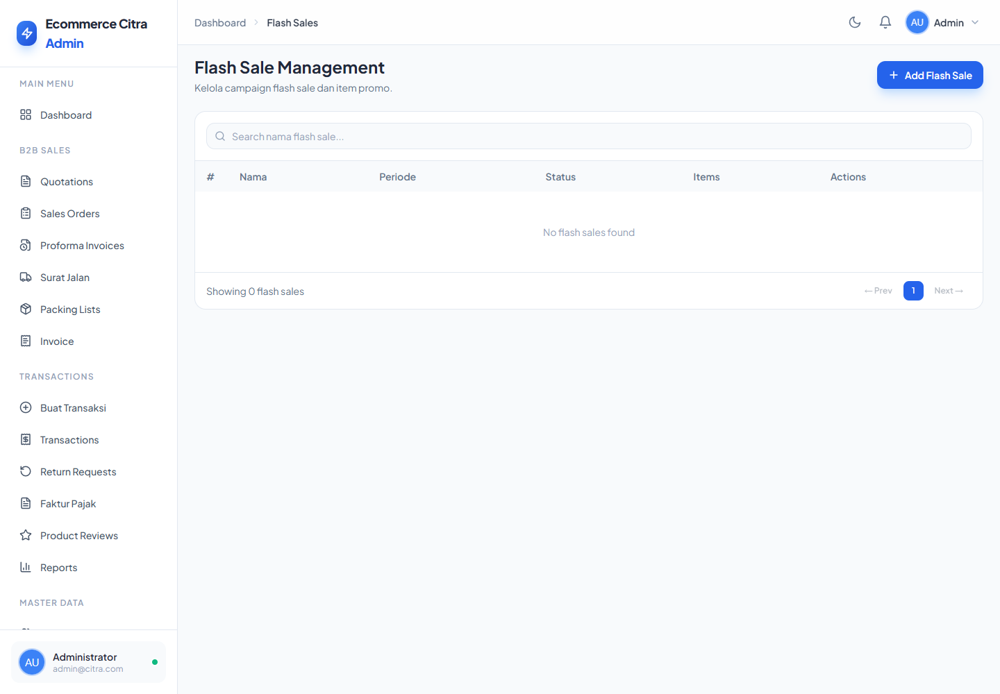 Ecommerce Citra
Admin
MAIN MENU
Dashboard
B2B SALES
Quotations
Sales Orders
Proforma Invoices
Surat Jalan
Packing Lists
Invoice
TRANSACTIONS
Buat Transaksi
Transactions
Return Requests
Faktur Pajak
Product Reviews
Reports
MASTER DATA
AU
Administrator
admin@citra.com
Dashboard
Flash Sales
AU
Admin
Flash Sale Management
Kelola campaign flash sale dan item promo.
Add Flash Sale
Search nama flash sale...
# Nama Periode Status Items Actions
No flash sales found
Showing 0 flash sales
← Prev 1 Next →